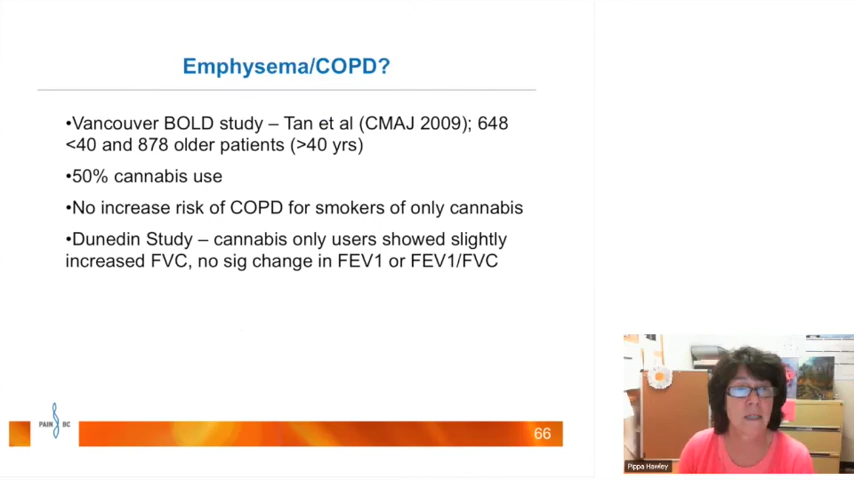 Emphysema/COPD?
•Vancouver BOLD study – Tan et al (CMAJ 2009); 648
<40 and 878 older patients (>40 yrs)
•50% cannabis use
•No increase risk of COPD for smokers of only cannabis
•Dunedin Study – cannabis only users showed slightly
increased FVC, no sig change in FEV1 or FEV1/FVC
PAIN BC
66
Pippa Hawley